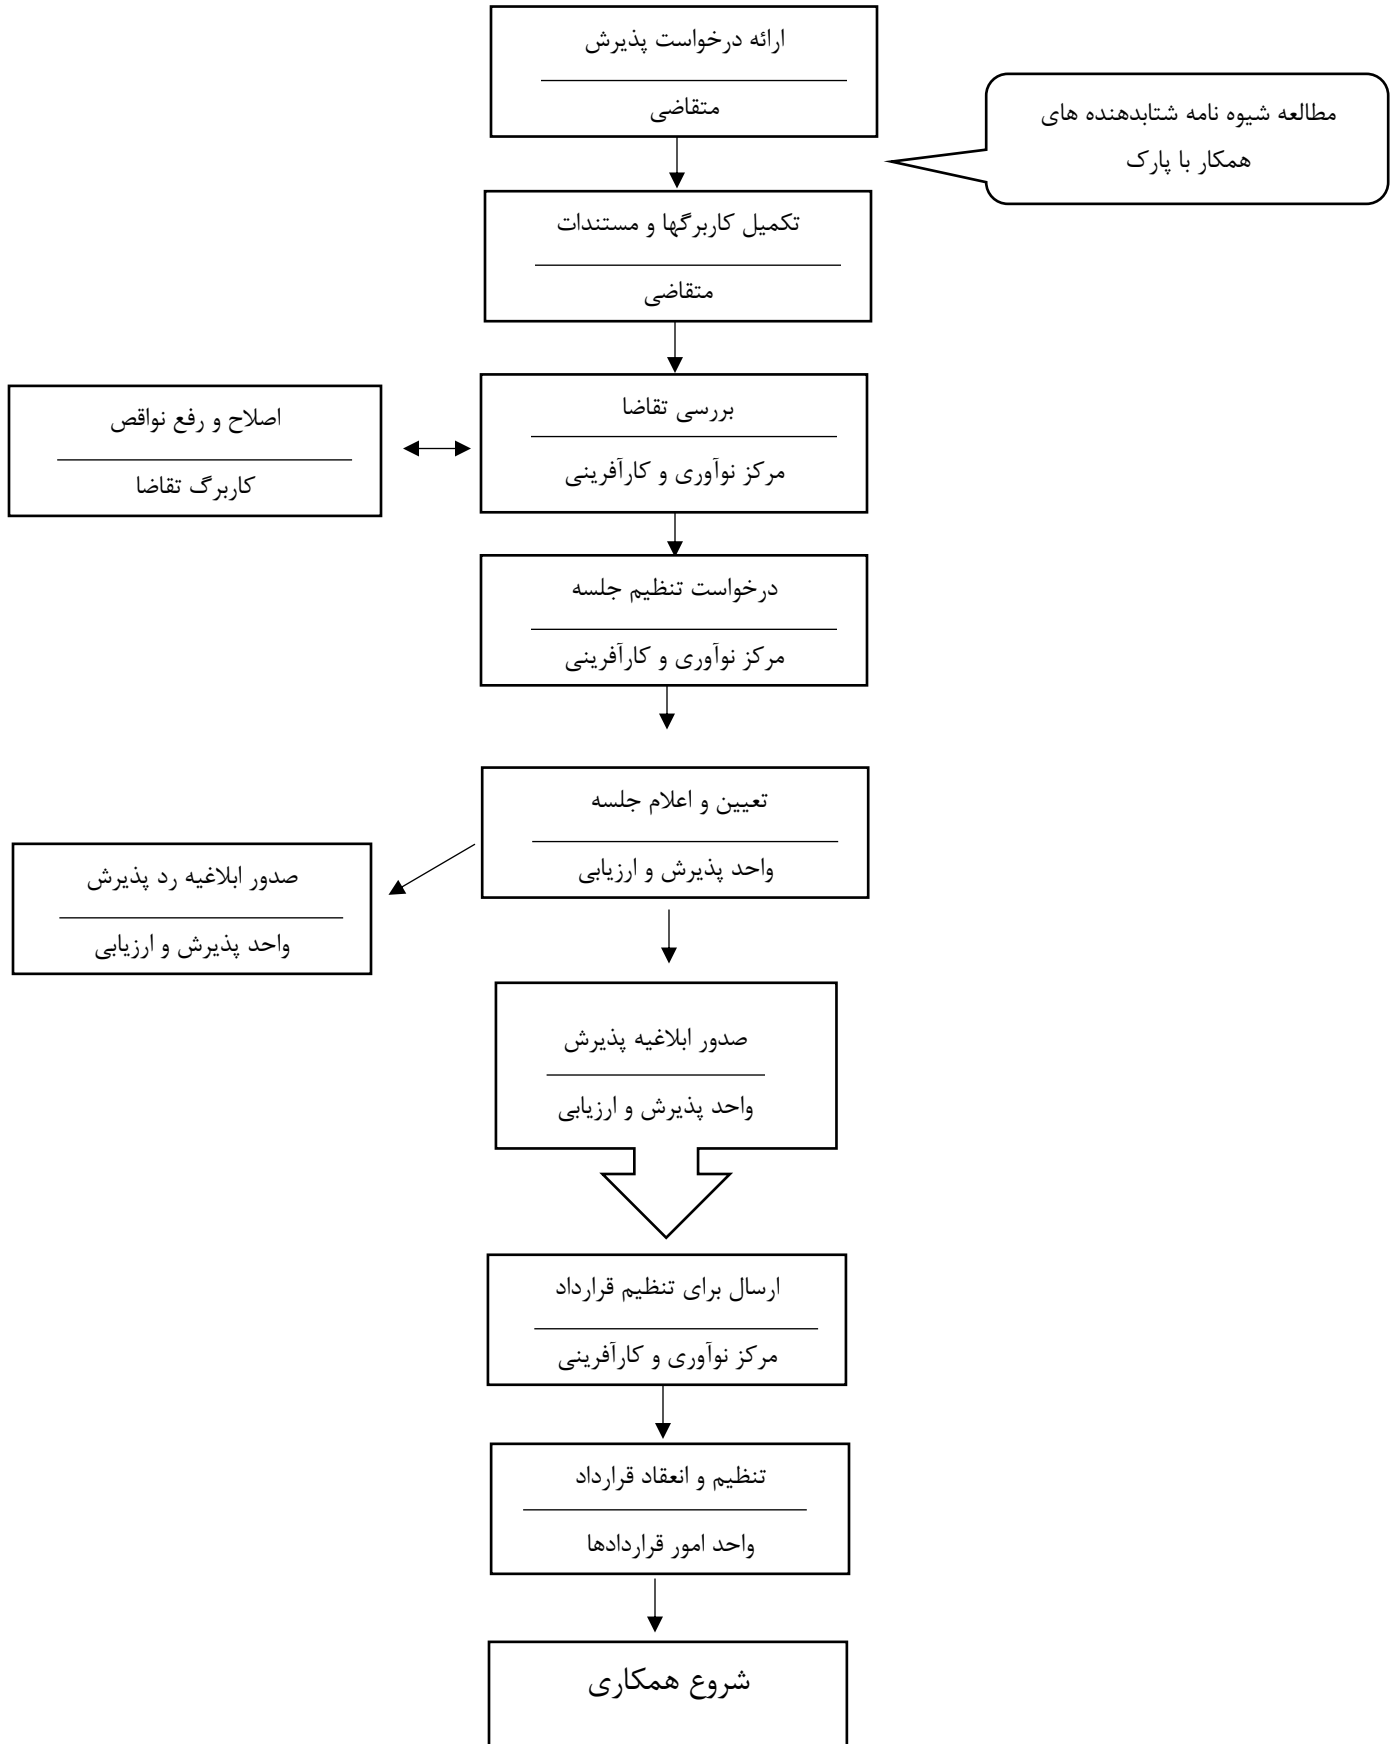 ارائه درخواست پذیرش
متقاضی
مطالعه شیوه نامه شتابدهنده های
همکار با پارک
تکمیل کاربرگها و مستندات
متقاضی
بررسی تقاضا
مرکز نوآوری و کارآفرینی
اصلاح و رفع نواقص
کاربرگ تقاضا
درخواست تنظیم جلسه
مرکز نوآوری و کارآفرینی
تعیین و اعلام جلسه
واحد پذیرش و ارزیابی
صدور ابلاغیه رد پذیرش
واحد پذیرش و ارزیابی
صدور ابلاغیه پذیرش
واحد پذیرش و ارزیابی
ارسال برای تنظیم قرارداد
مرکز نوآوری و کارآفرینی
تنظیم و انعقاد قرارداد
واحد امور قراردادها
شروع همکاری